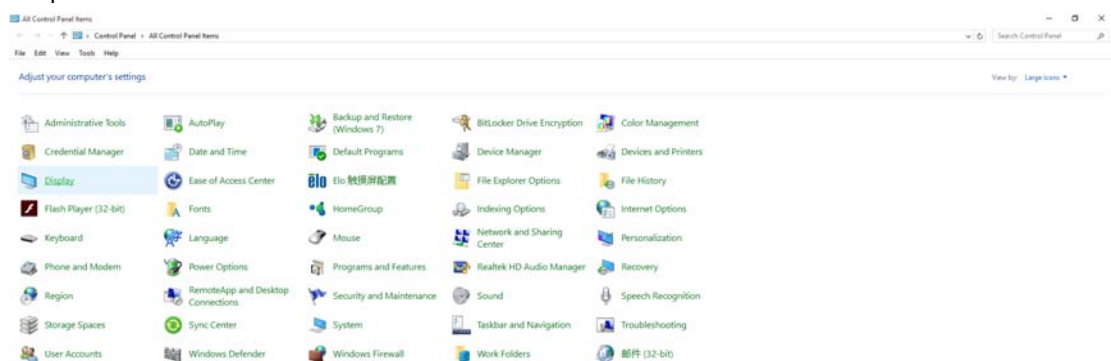 All Control Panel Items
Control Panel › All Control Panel Items
Search Control Panel
File Edit View Tools Help
Adjust your computer's settings
View by: Large icons
Administrative Tools
AutoPlay
Backup and Restore
(Windows 7)
BitLocker Drive Encryption
Color Management
Credential Manager
Date and Time
Default Programs
Device Manager
Devices and Printers
Display
Ease of Access Center
elo
Elo 触摸屏配置
File Explorer Options
File History
Flash Player (32-bit)
Fonts
HomeGroup
Indexing Options
Internet Options
Keyboard
Language
Mouse
Network and Sharing
Center
Personalization
Phone and Modem
Power Options
Programs and Features
Realtek HD Audio Manager
Recovery
Region
RemoteApp and Desktop
Connections
Security and Maintenance
Sound
Speech Recognition
Storage Spaces
Sync Center
System
Taskbar and Navigation
Troubleshooting
User Accounts
Windows Defender
Windows Firewall
Work Folders
邮件 (32-bit)